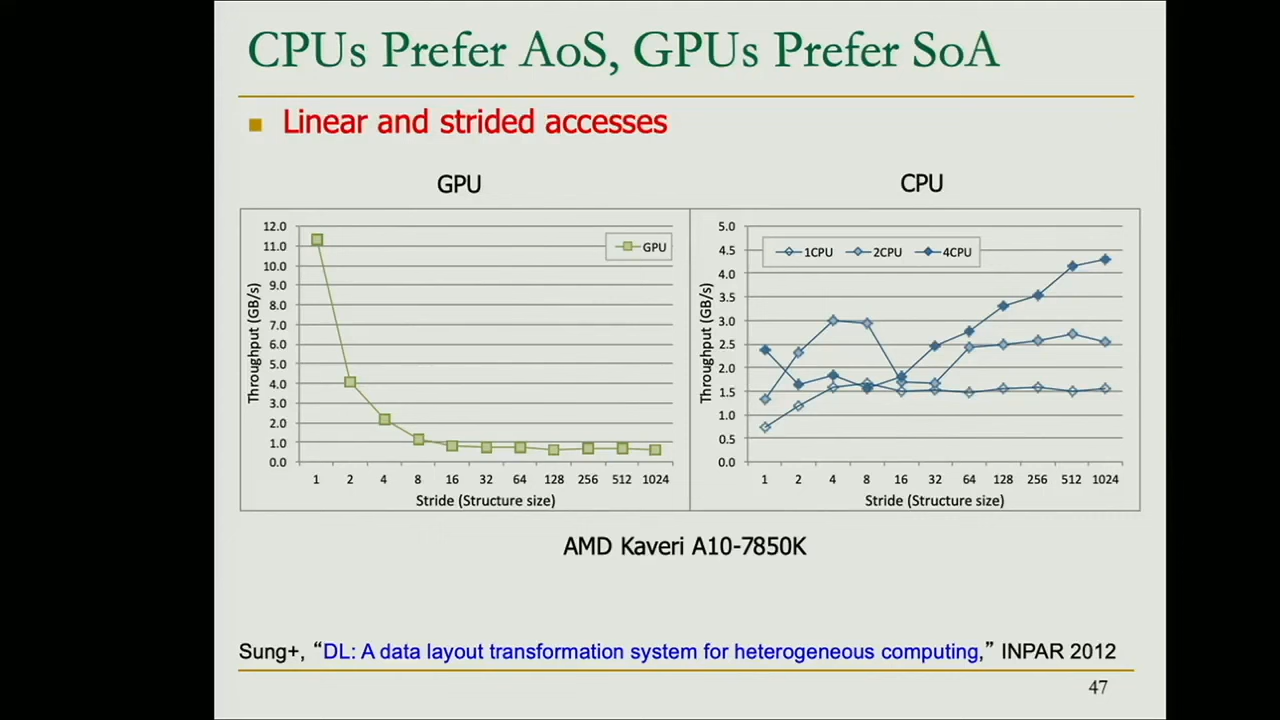 CPUs Prefer AoS, GPUs Prefer SoA
Linear and strided accesses
GPU
12.0
11.0
10.0
9.0
8.0
7.0
6.0
5.0
4.0
3.0
2.0
1.0
0.0
Throughput (GB/s)
GPU
1 2 4 8 16 32 64 128 256 512 1024
Stride (Structure size)
CPU
5.0
4.5
4.0
3.5
3.0
2.5
2.0
1.5
1.0
0.5
0.0
Throughput (GB/s)
1CPU 2CPU 4CPU
1 2 4 8 16 32 64 128 256 512 1024
Stride (Structure size)
AMD Kaveri A10-7850K
Sung+, “DL: A data layout transformation system for heterogeneous computing,” INPAR 2012
47